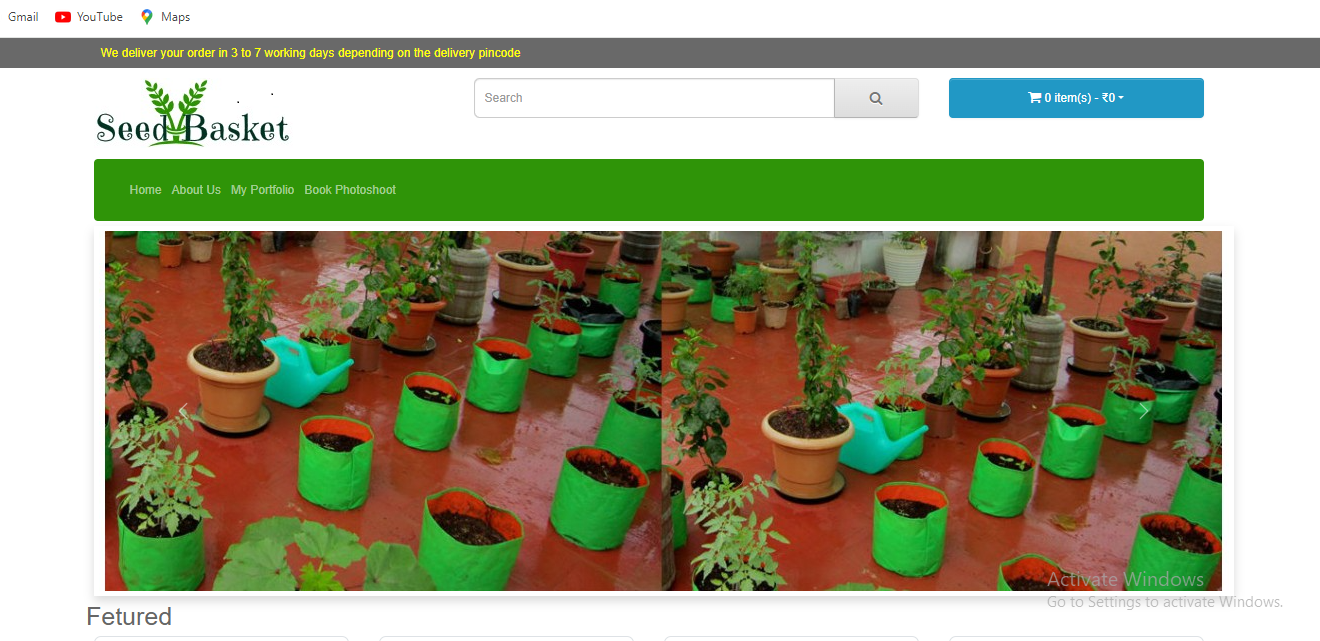 Gmail YouTube Maps
We deliver your order in 3 to 7 working days depending on the delivery pincode
Seed Basket
Search
0 item(s) - ₹0
Home About Us My Portfolio Book Photoshoot
Activate Windows
Go to Settings to activate Windows.
Fetured